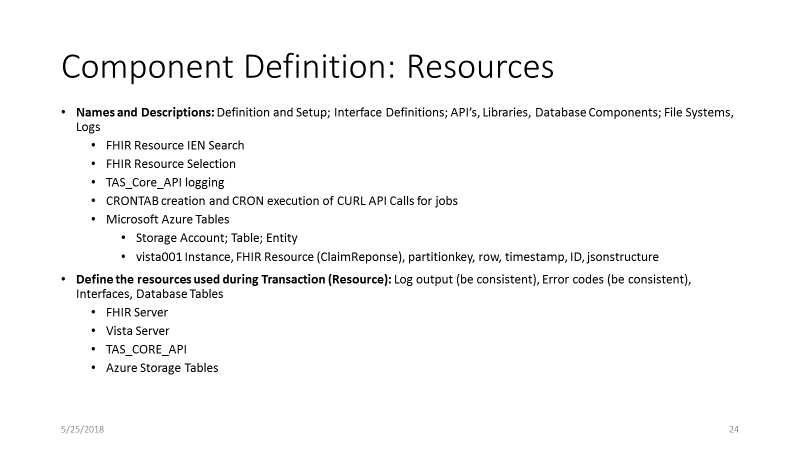 Component Definition: Resources
• Names and Descriptions: Definition and Setup; Interface Definitions; API's, Libraries, Database Components; File Systems,
Logs
• FHIR Resource IEN Search
• FHIR Resource Selection
• TAS_Core_API logging
• CRONTAB creation and CRON execution of CURL API Calls for jobs
• Microsoft Azure Tables
• Storage Account; Table; Entity
• vista001 Instance, FHIR Resource (ClaimReponse), partitionkey, row, timestamp, ID, jsonstructure
• Define the resources used during Transaction (Resource): Log output (be consistent), Error codes (be consistent),
Interfaces, Database Tables
• FHIR Server
• Vista Server
• TAS_CORE_API
• Azure Storage Tables
5/25/2018
24